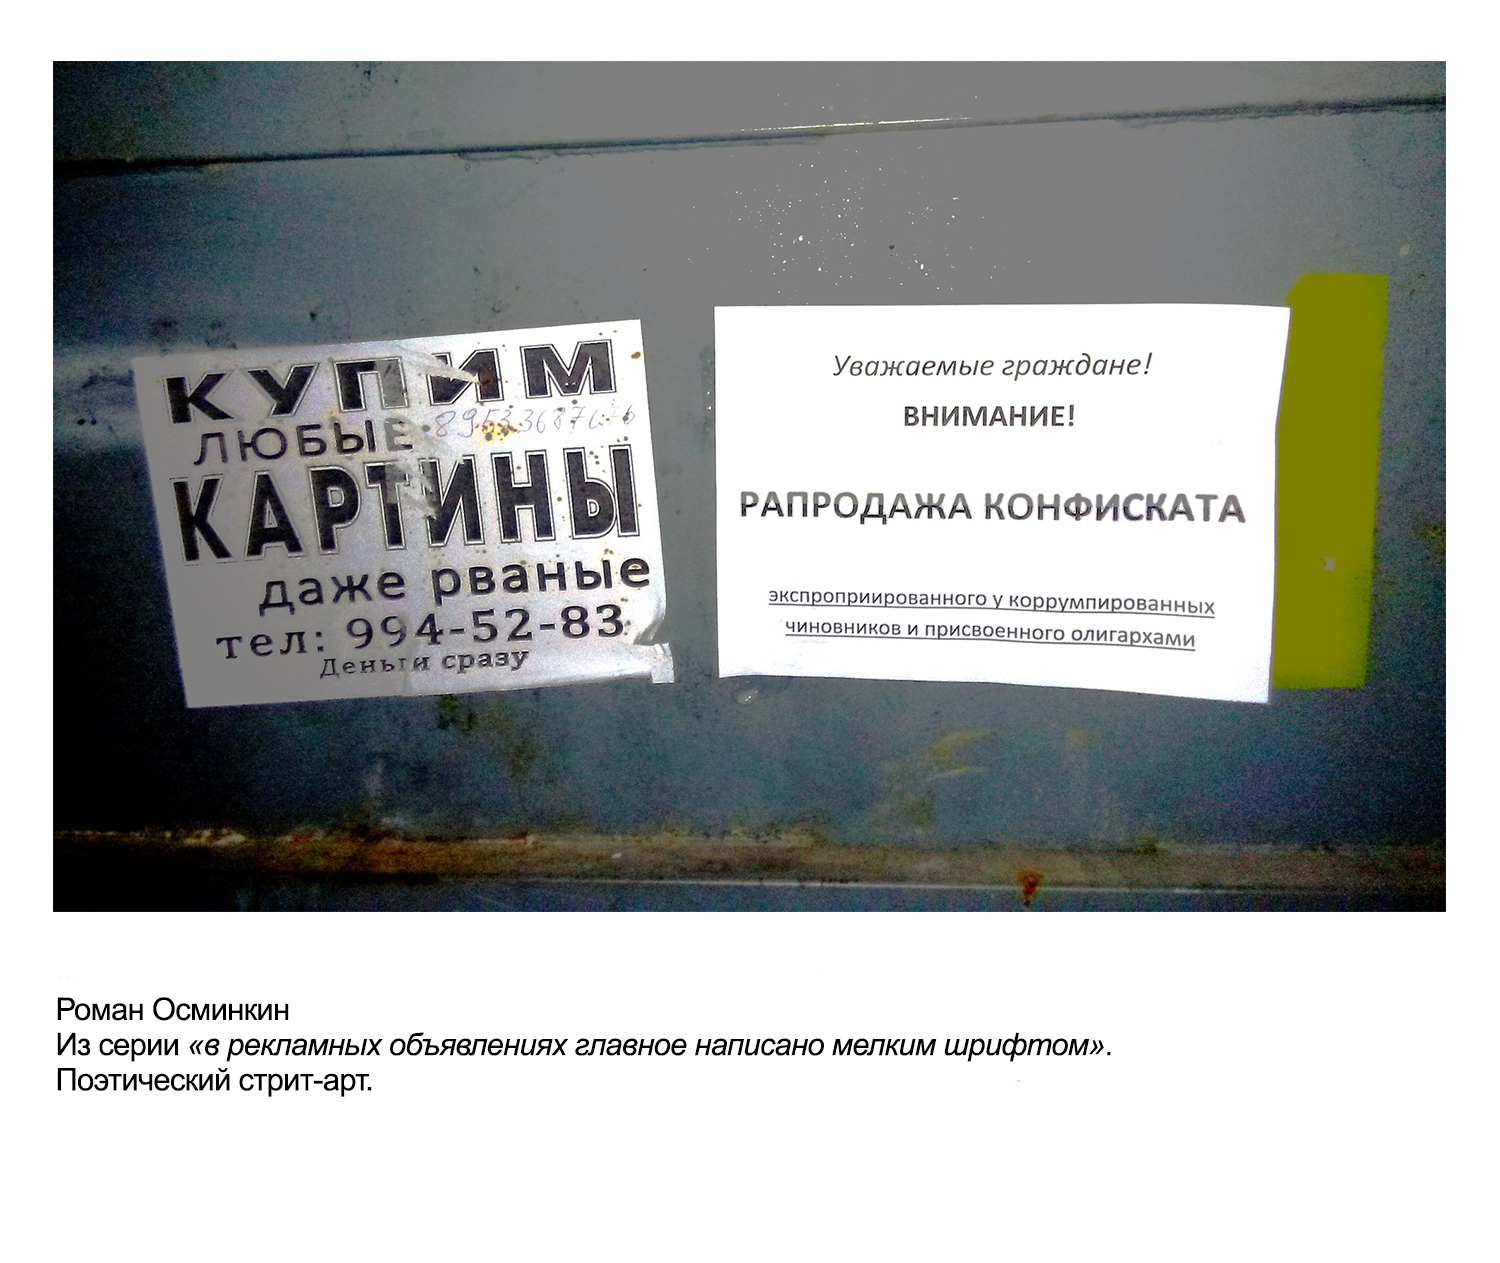 КУПИМ
ЛЮБЫЕ
КАРТИНЫ
даже рваные
тел: 994-52-83
Деньги сразу
Уважаемые граждане!
ВНИМАНИЕ!
РАПРОДАЖА КОНФИСКАТА
экспроприированного у коррумпированных
чиновников и присвоенного олигархами
Роман Осминкин
Из серии «в рекламных объявлениях главное написано мелким шрифтом».
Поэтический стрит-арт.